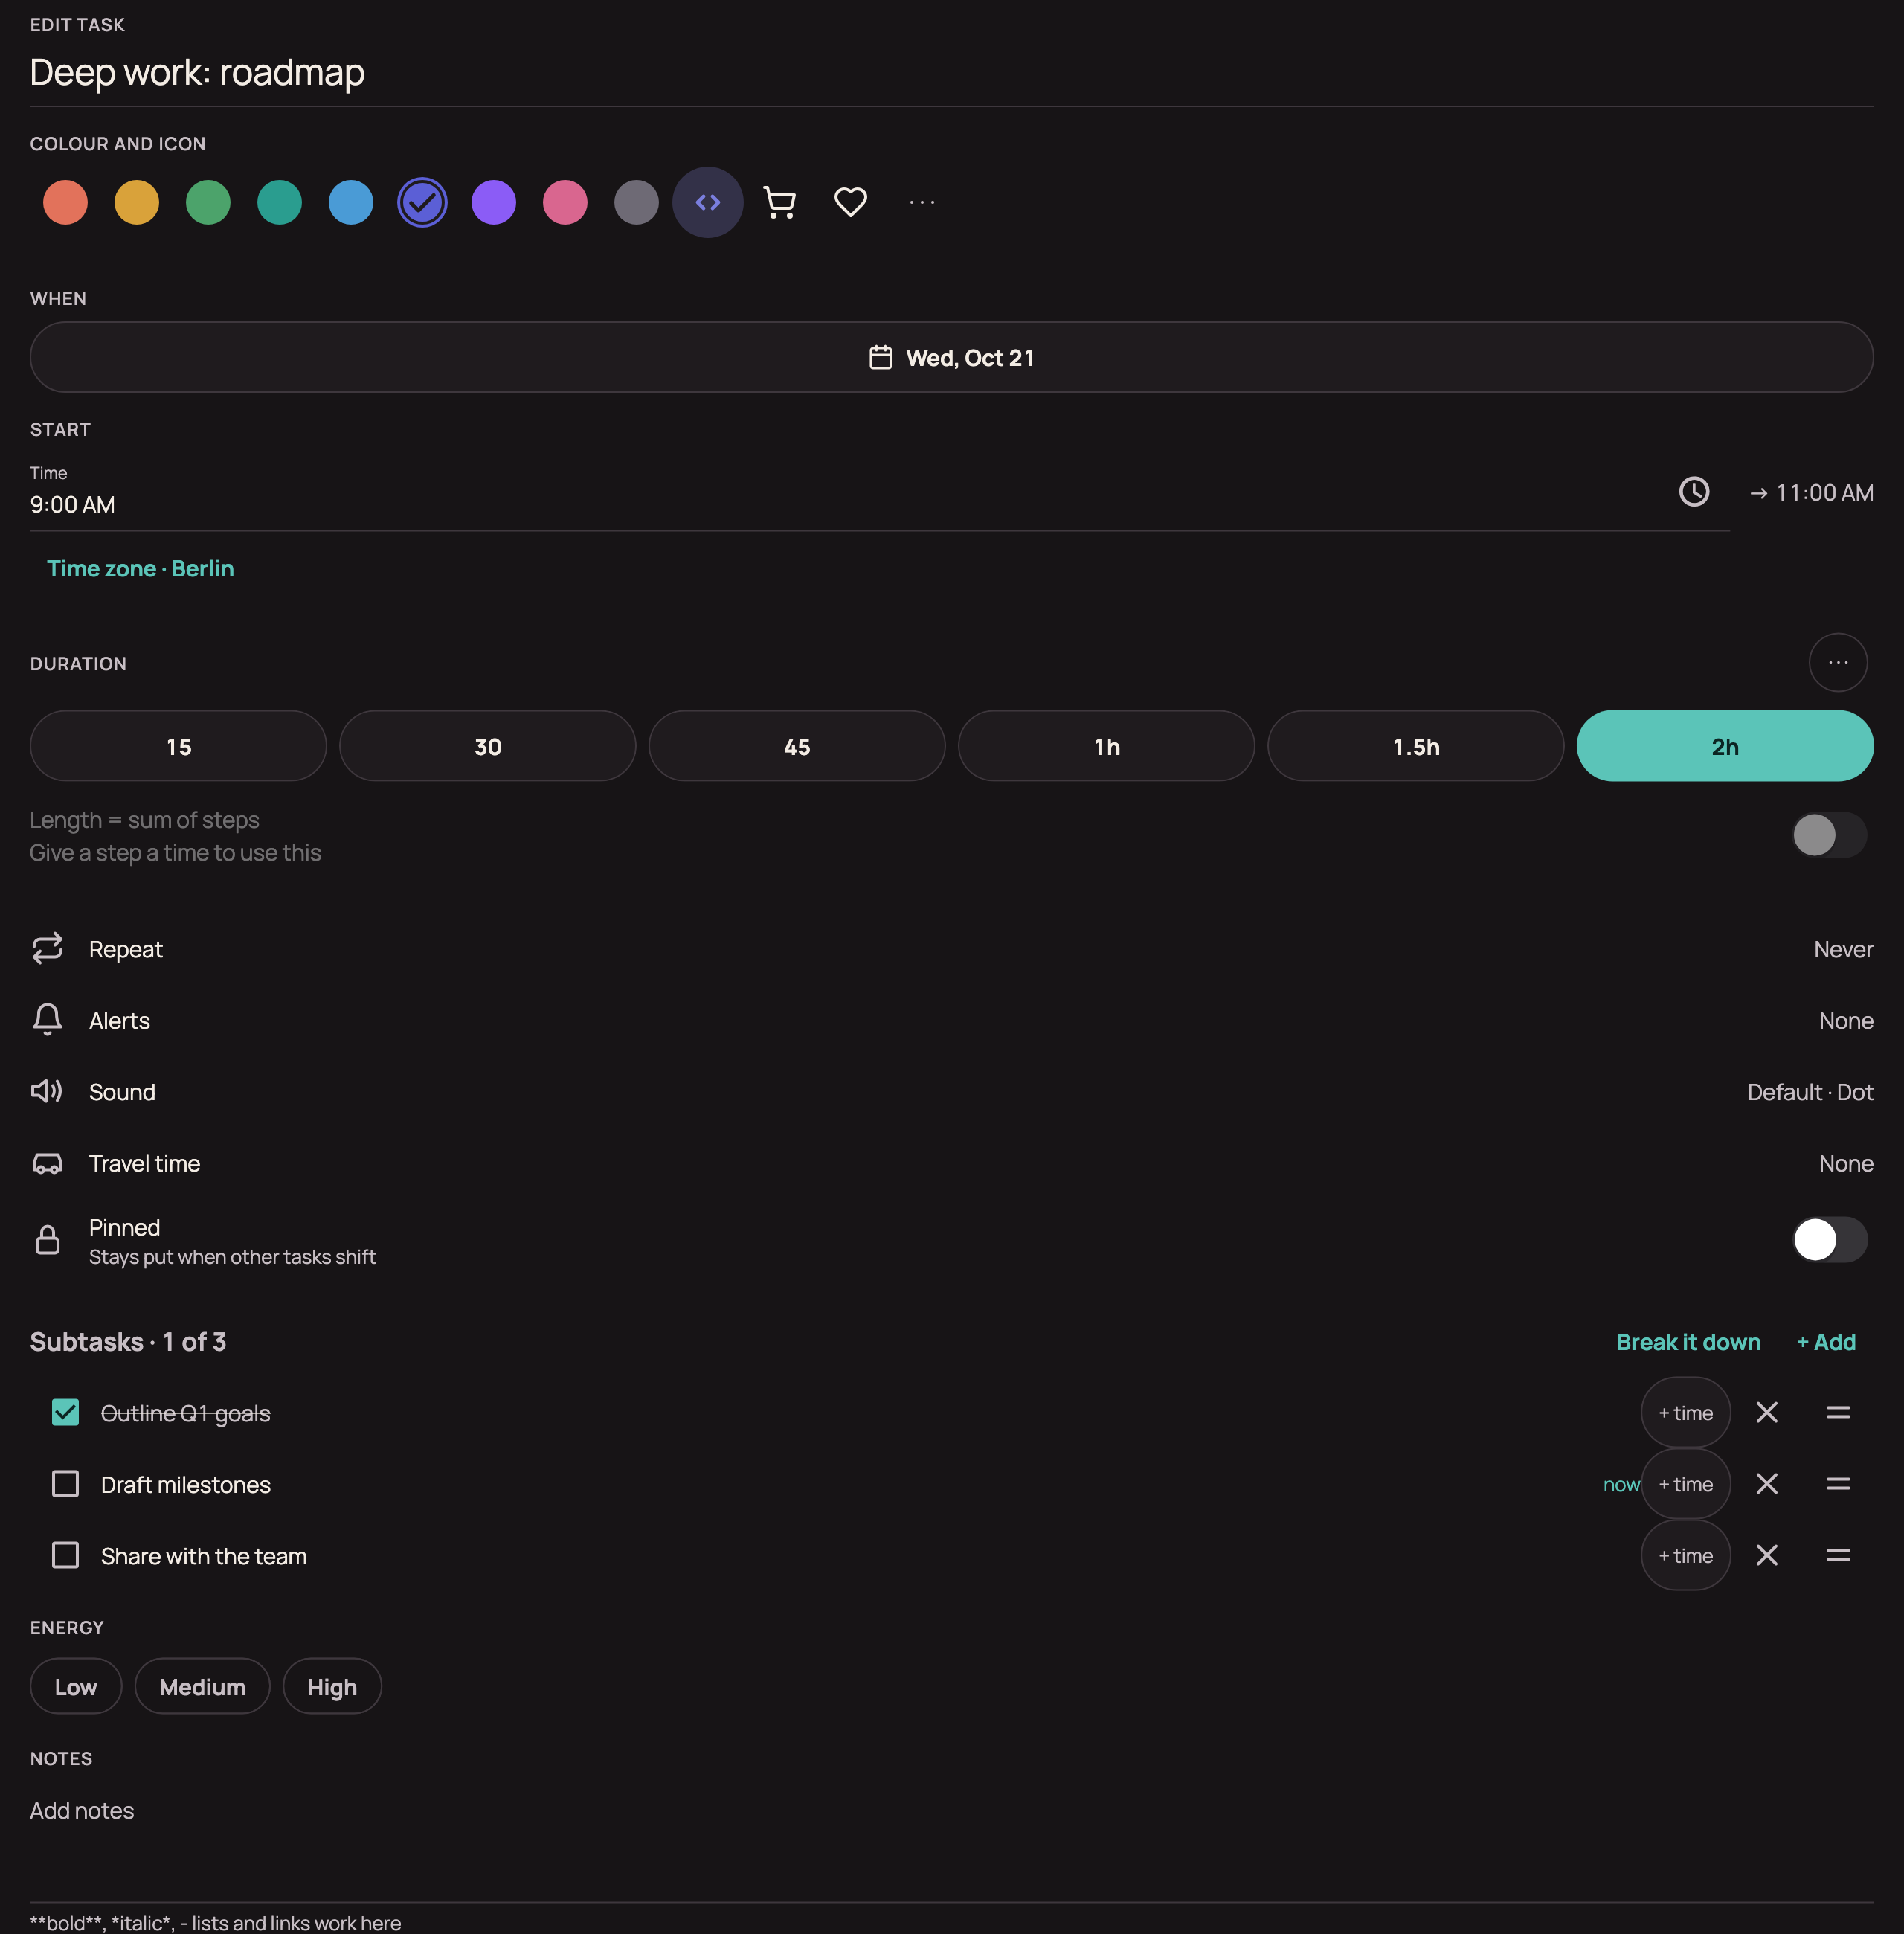 EDIT TASK
Deep work: roadmap
COLOUR AND ICON
WHEN
Wed, Oct 21
START
Time
9:00 AM
→ 11:00 AM
Time zone · Berlin
DURATION
15 30 45 1h 1.5h 2h
Length = sum of steps
Give a step a time to use this
Repeat Never
Alerts None
Sound Default · Dot
Travel time None
Pinned
Stays put when other tasks shift
Subtasks · 1 of 3 Break it down + Add
Outline Q1 goals + time
Draft milestones now + time
Share with the team + time
ENERGY
Low Medium High
NOTES
Add notes
**bold**, *italic*, - lists and links work here